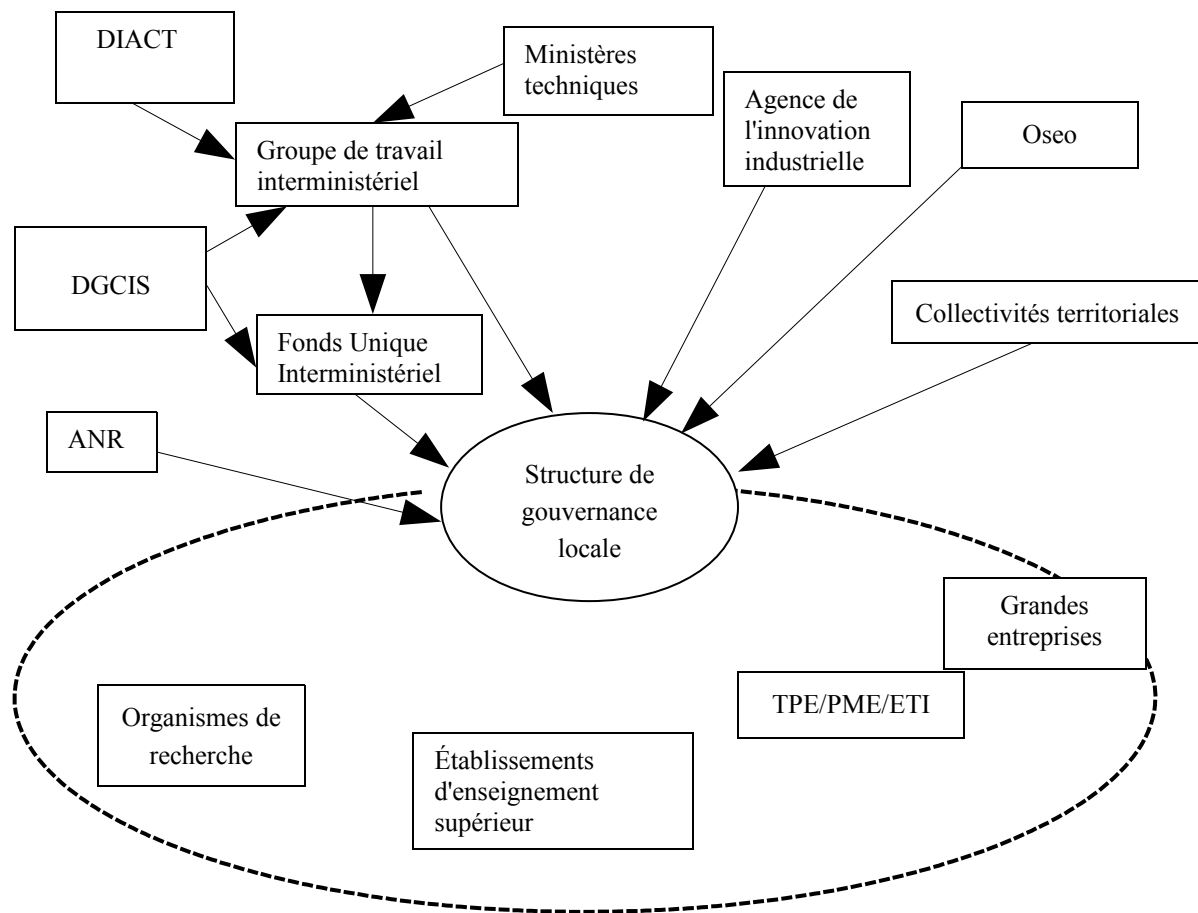 DIACT
Ministères
techniques
Agence de
l'innovation
industrielle
Oseo
Groupe de travail
interministériel
DGCIS
Collectivités territoriales
Fonds Unique
Interministériel
ANR
Structure de
gouvernance
locale
Grandes
entreprises
TPE/PME/ETI
Organismes de
recherche
Établissements
d'enseignement
supérieur